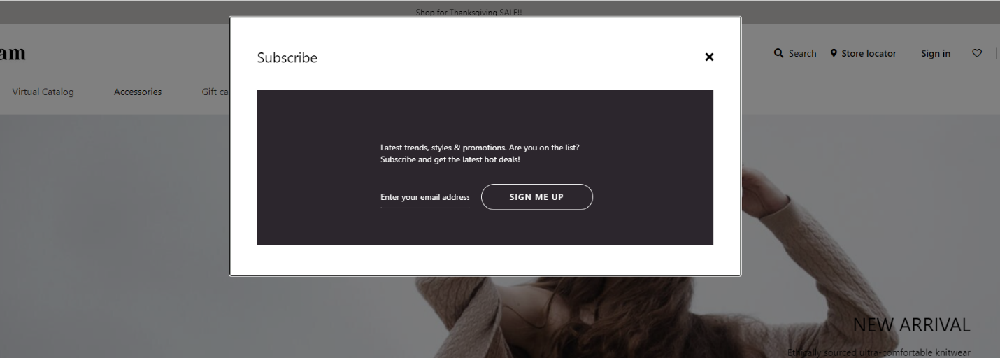 Shop for Thanksgiving SALE!!
am
Search
Store locator
Sign in
Virtual Catalog
Accessories
Gift ca
Subscribe
Latest trends, styles & promotions. Are you on the list?
Subscribe and get the latest hot deals!
Enter your email address
SIGN ME UP
NEW ARRIVAL
Ethically sourced ultra-comfortable knitwear